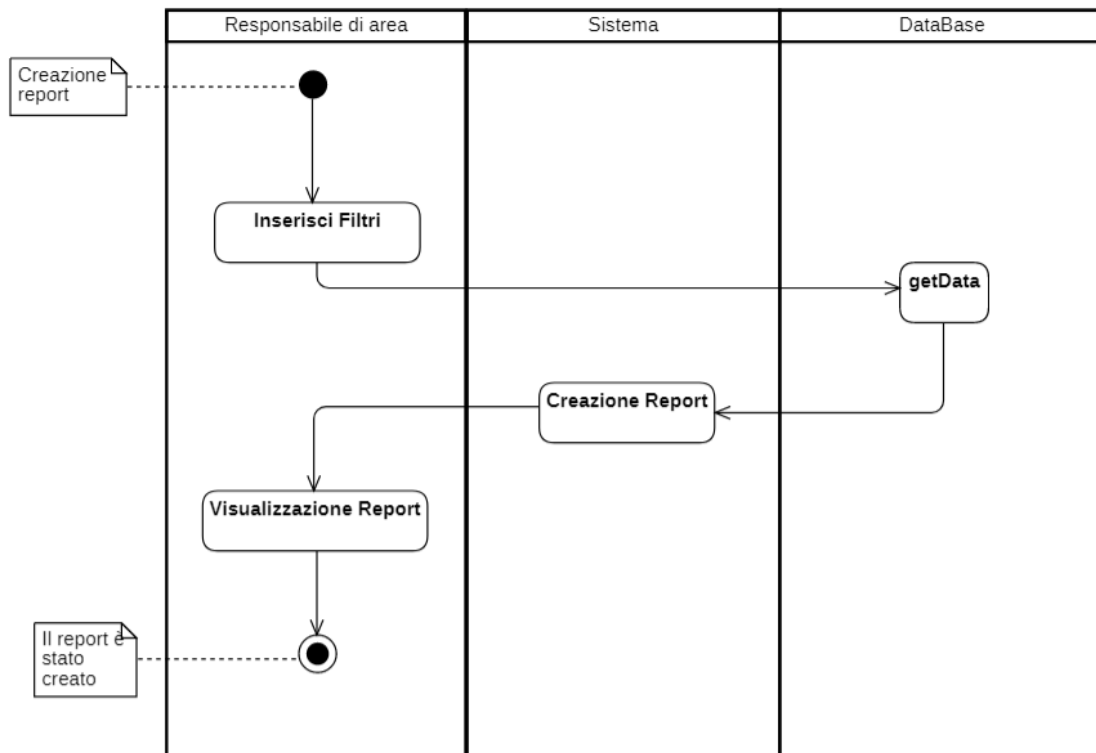 Responsabile di area
Sistema
DataBase
Creazione
report
Inserisci Filtri
getData
Creazione Report
Visualizzazione Report
Il report è
stato
creato